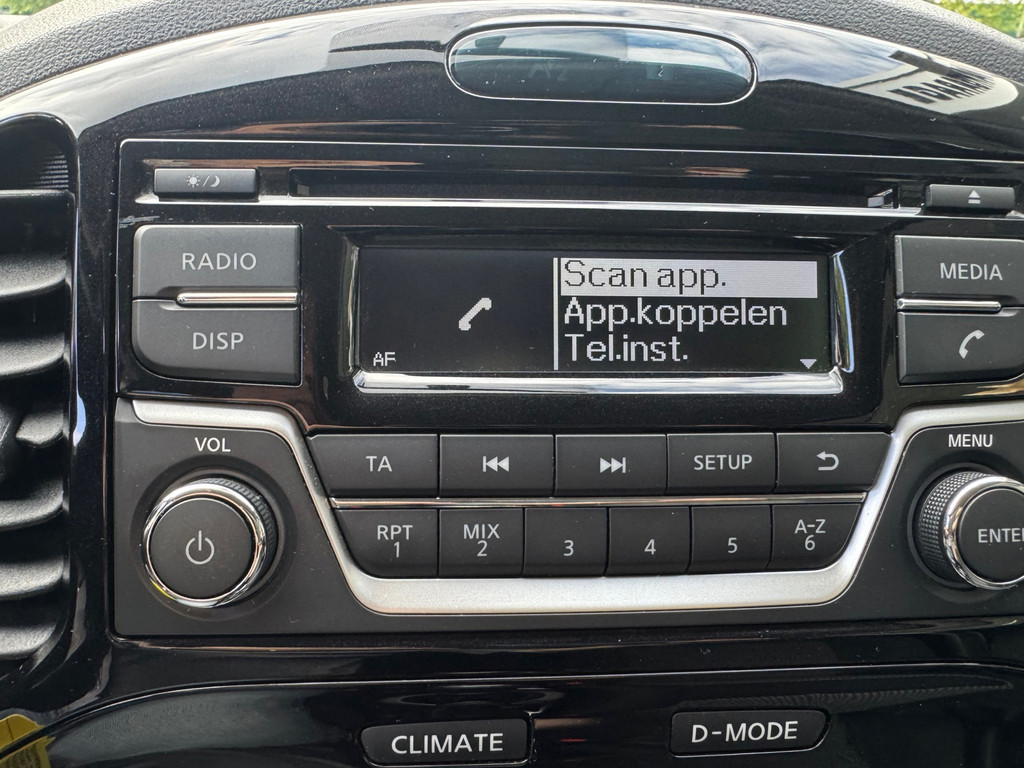 RADIO
DISP
AF
Scan app.
App.koppelen
Tel.inst.
MEDIA
VOL
MENU
TA
SETUP
RPT
1
MIX
2
3
4
5
A-Z
6
ENTER
CLIMATE
D-MODE